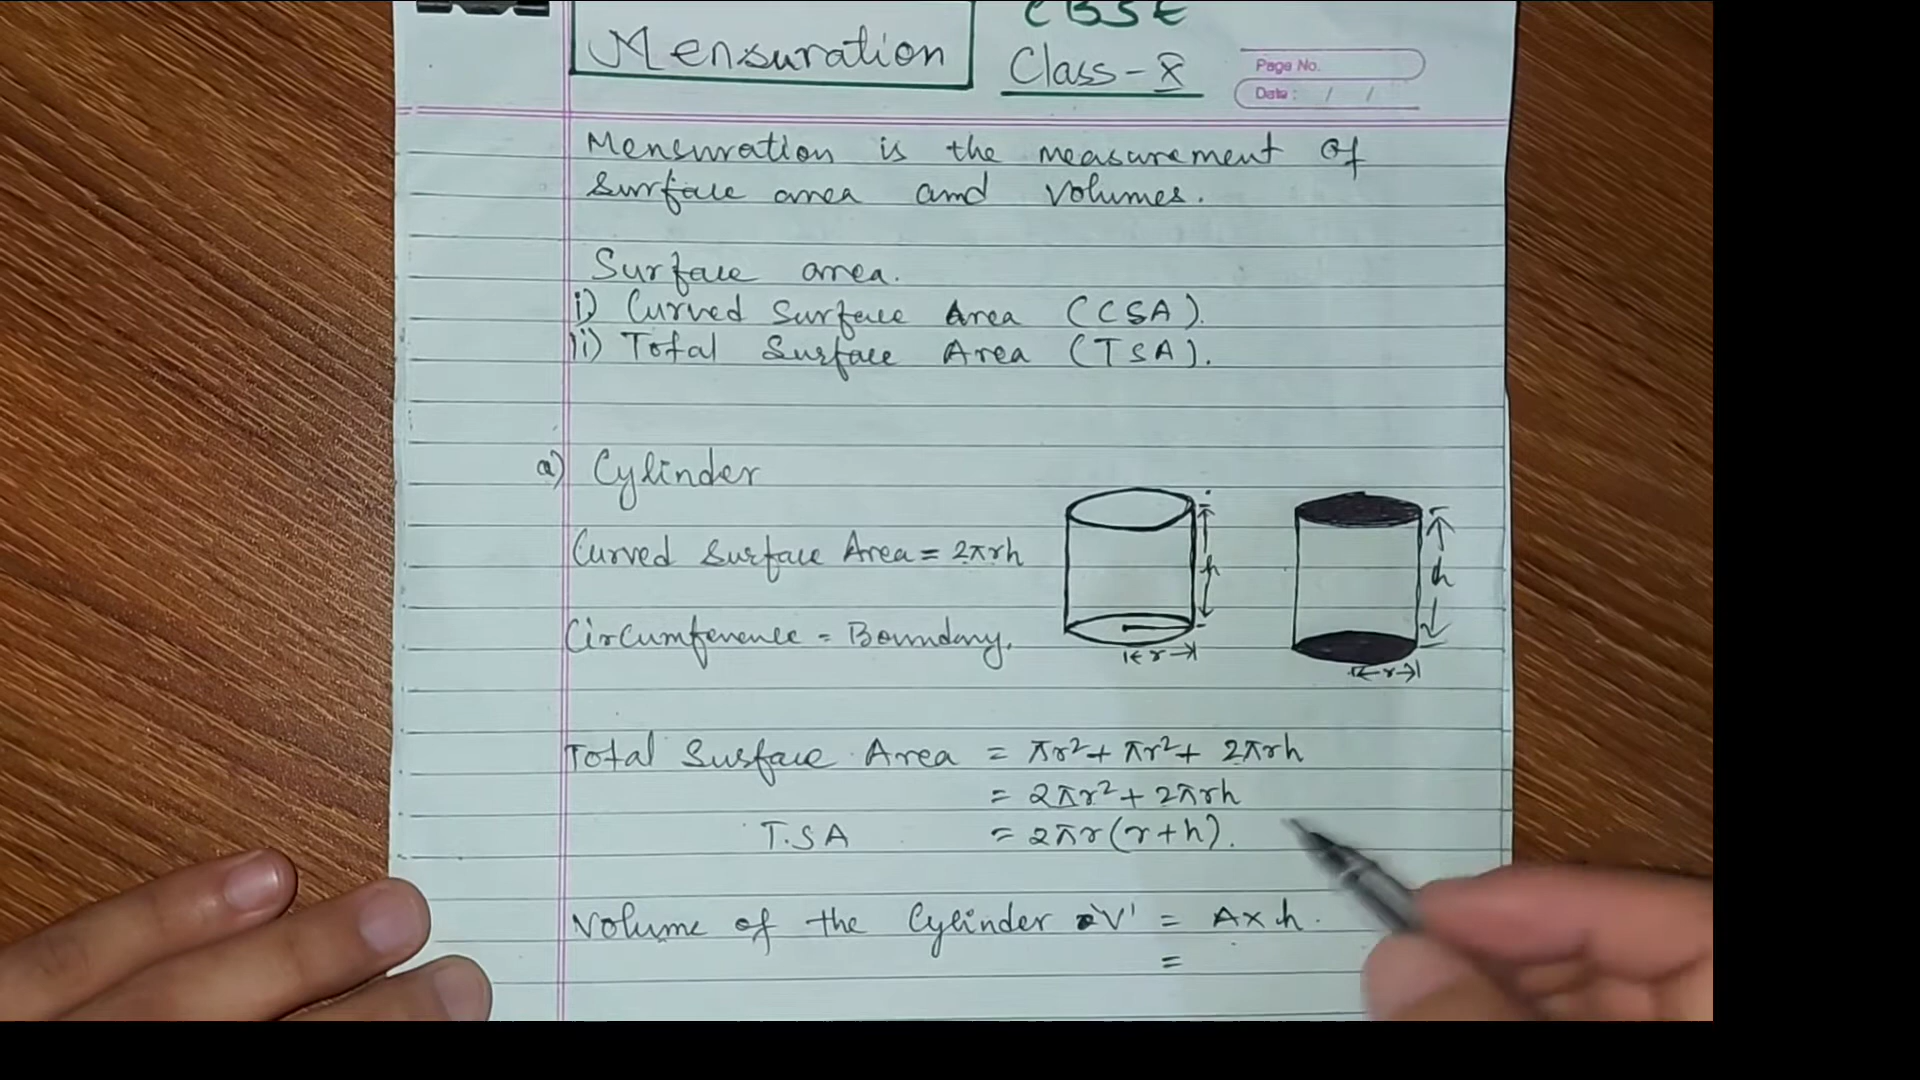 CBSE
Mensuration
Class-X
Page No.
Date : / /
Mensuration is the measurement of
Surface area and Volumes.
Surface area.
i) Curved Surface Area (CSA).
ii) Total Surface Area (TSA).
a) Cylinder
Curved Surface Area = 2πrh
h
h
Circumference = Boundary.
r
r
Total Surface Area = πr²+ πr²+ 2πrh
= 2πr²+ 2πrh
T.S.A = 2πr(r+h).
Volume of the Cylinder 'V' = A×h.
=